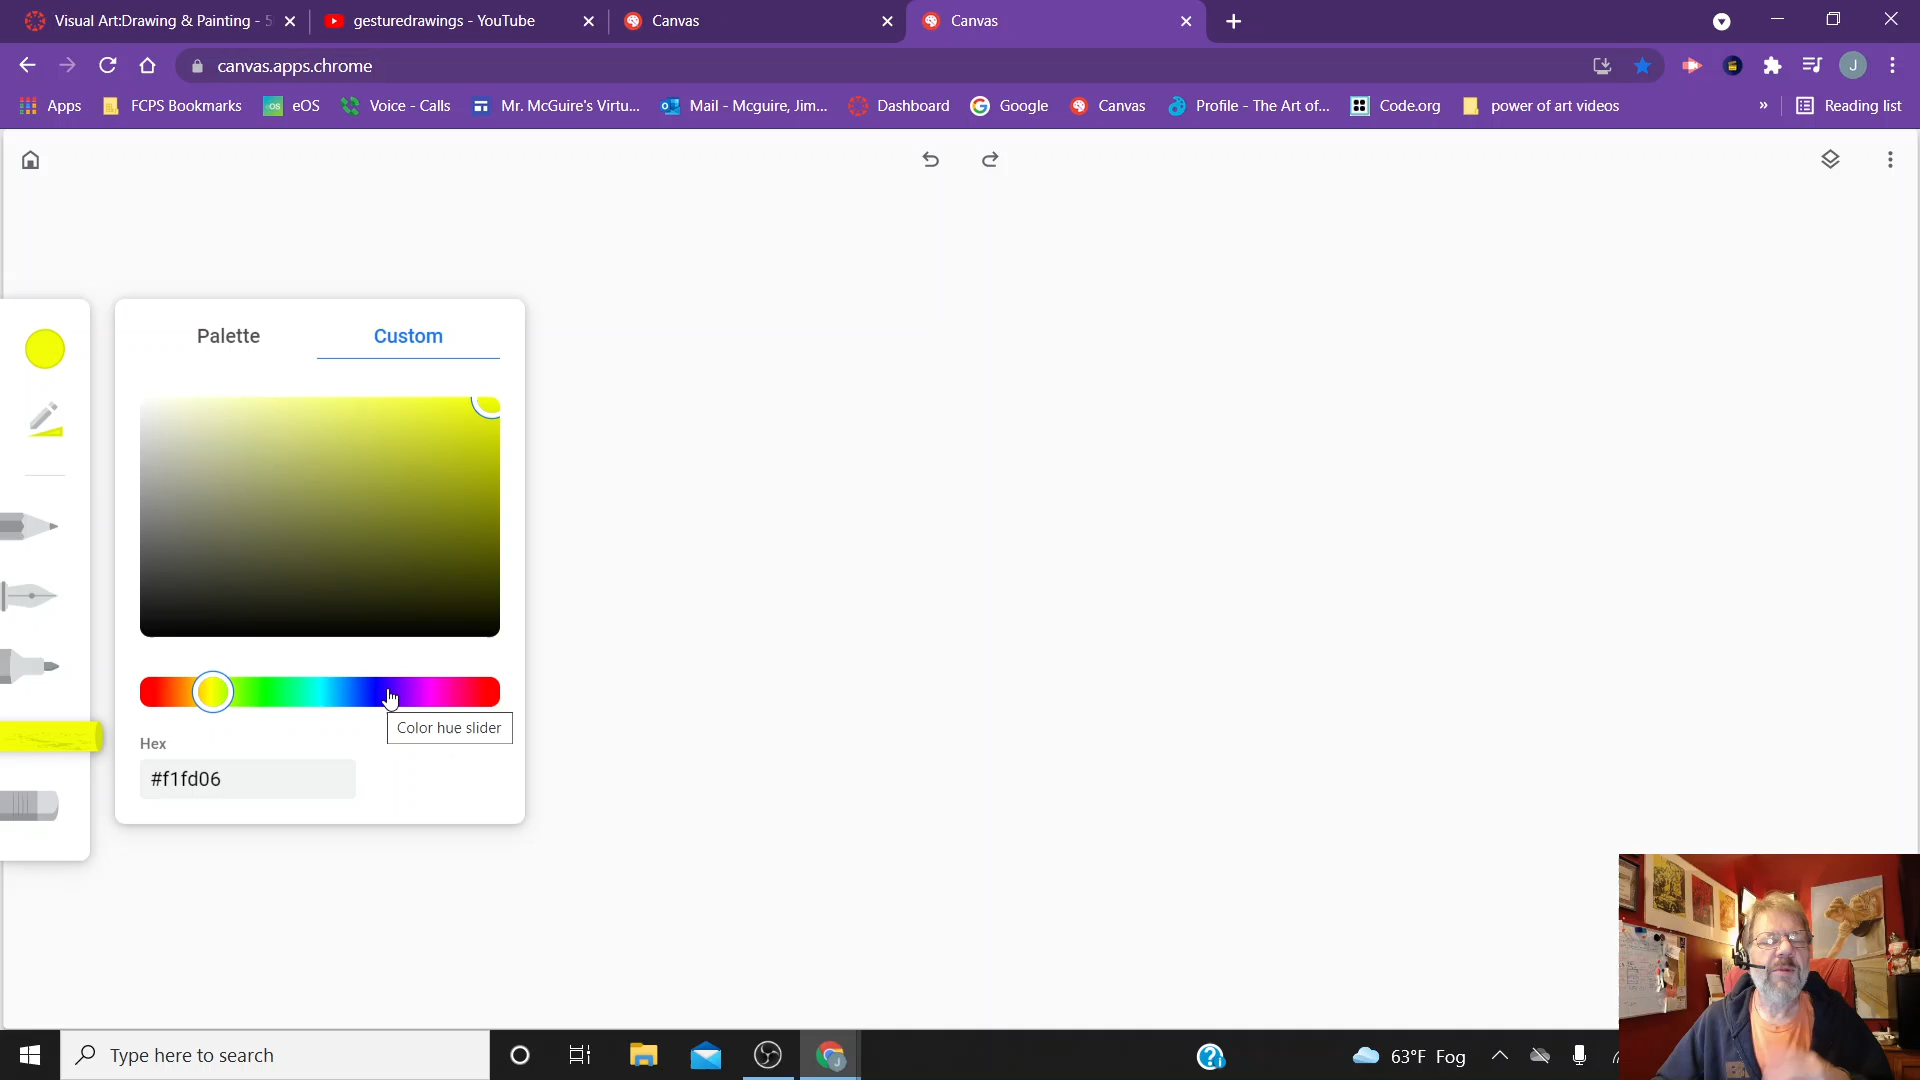 Visual Art:Drawing & Painting - 5
gesturedrawings - YouTube
Canvas
Canvas
canvas.apps.chrome
J
Apps
FCPS Bookmarks
eOS
Voice - Calls
Mr. McGuire's Virtu...
Mail - Mcguire, Jim...
Dashboard
Google
Canvas
Profile - The Art of...
Code.org
power of art videos
»
Reading list
Palette
Custom
Color hue slider
Hex
#f1fd06
Type here to search
63°F Fog